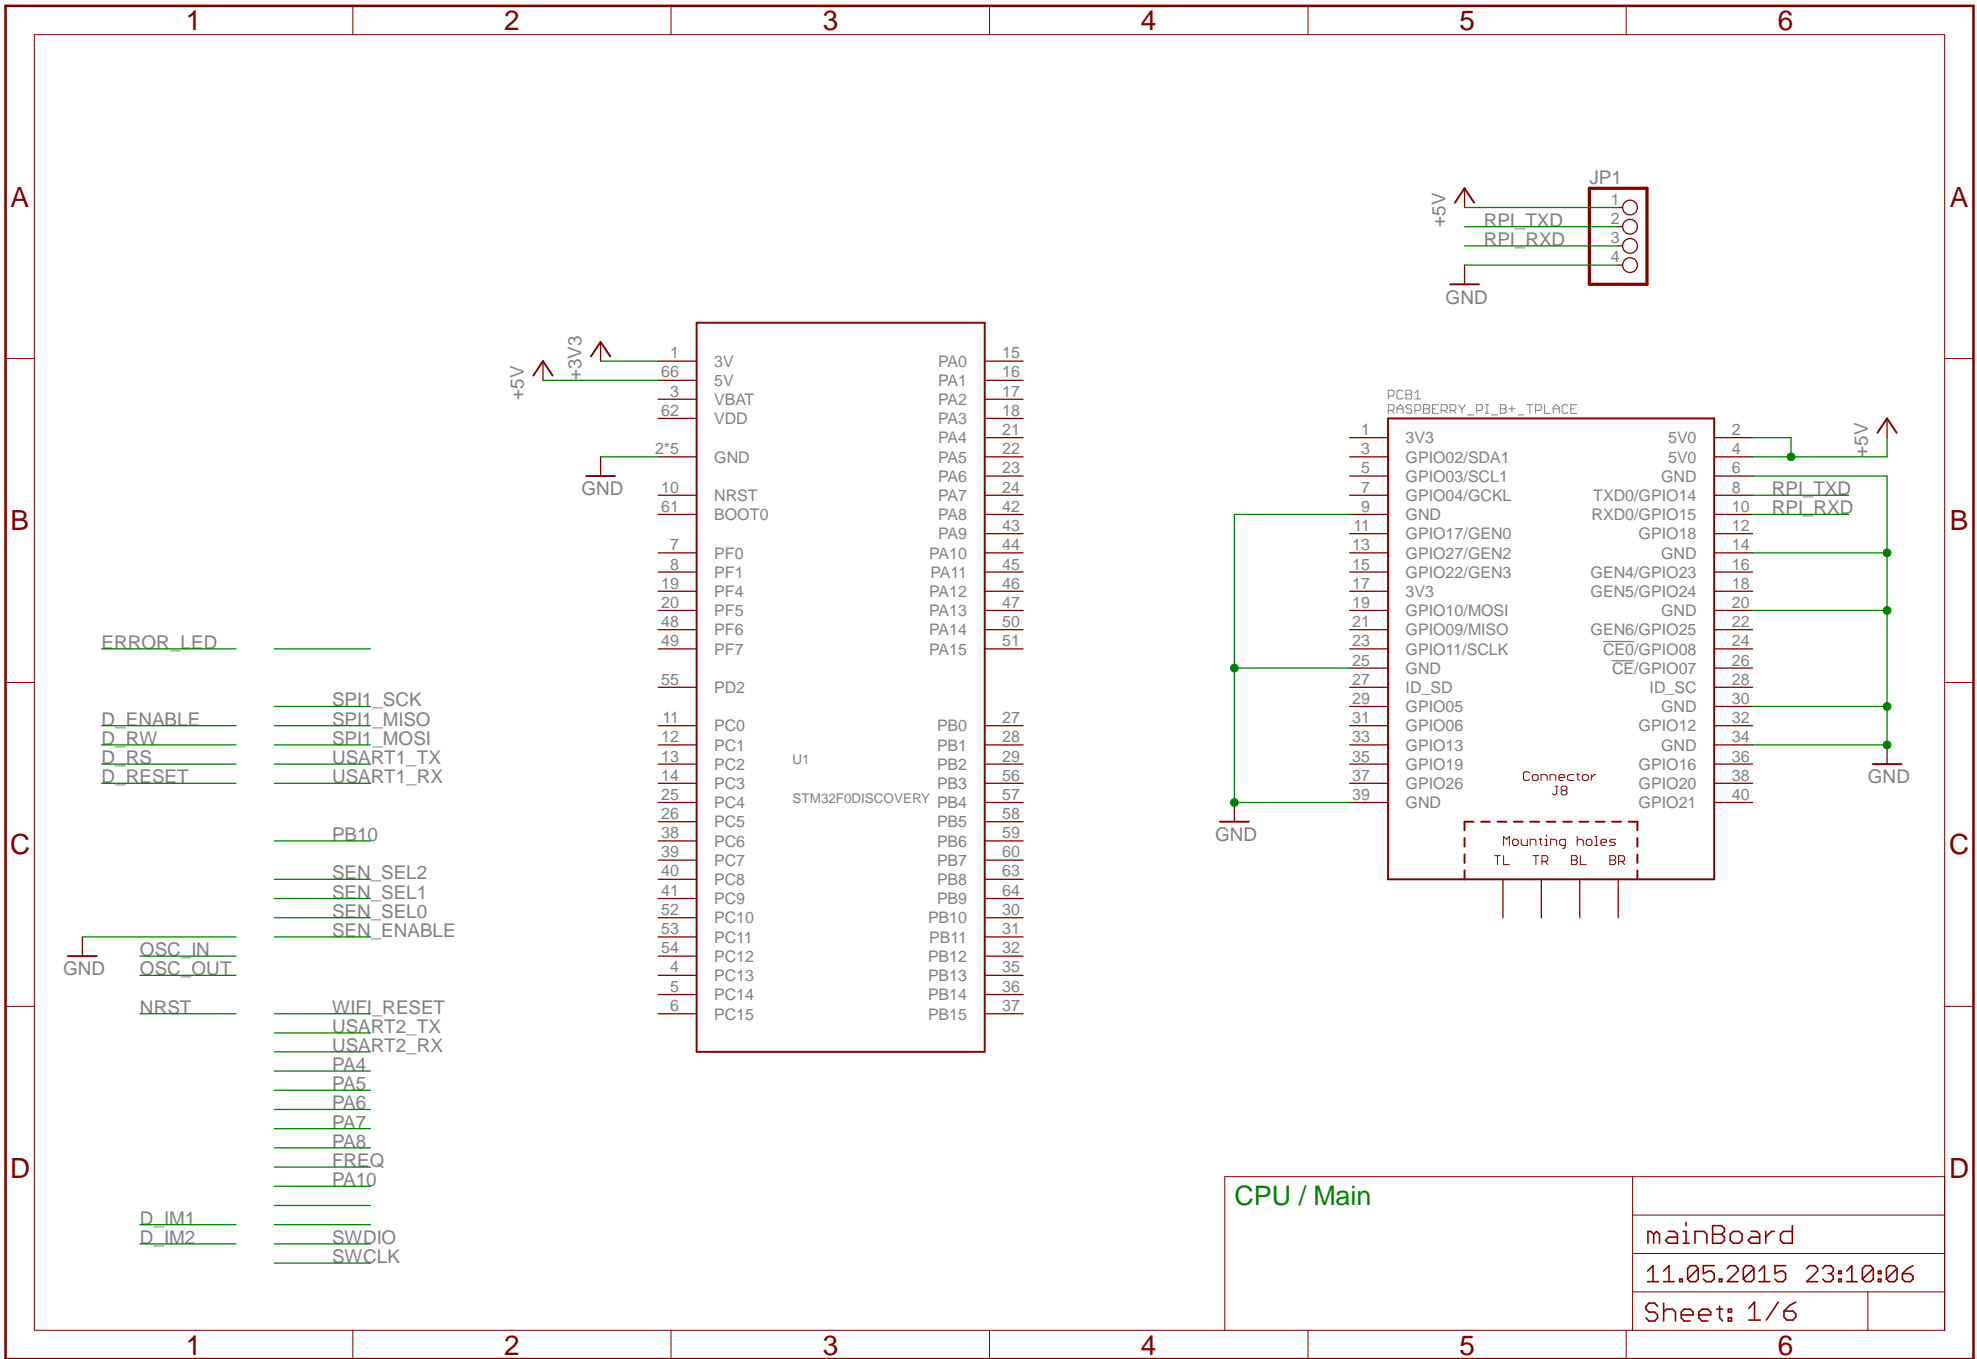 1 2 3 4 5 6
A A
B B
C C
D D
JP1
+5V
1
RPI_TXD 2
RPI_RXD 3
4
GND
+3V3
+5V
GND
1 3V
66 5V
3 VBAT
62 VDD
2*5 GND
10 NRST
61 BOOT0
7 PF0
8 PF1
19 PF4
20 PF5
48 PF6
49 PF7
55 PD2
11 PC0
12 PC1
13 PC2
14 PC3
25 PC4
26 PC5
38 PC6
39 PC7
40 PC8
41 PC9
52 PC10
53 PC11
54 PC12
4 PC13
5 PC14
6 PC15
U1
STM32F0DISCOVERY
PA0 15
PA1 16
PA2 17
PA3 18
PA4 21
PA5 22
PA6 23
PA7 24
PA8 42
PA9 43
PA10 44
PA11 45
PA12 46
PA13 47
PA14 50
PA15 51
PB0 27
PB1 28
PB2 29
PB3 56
PB4 57
PB5 58
PB6 59
PB7 60
PB8 63
PB9 64
PB10 30
PB11 31
PB12 32
PB13 35
PB14 36
PB15 37
PCB1
RASPBERRY_PI_B+_TPLACE
1 3V3 5V0 2
3 GPIO02/SDA1 5V0 4
5 GPIO03/SCL1 GND 6
7 GPIO04/GCKL TXD0/GPIO14 8 RPI_TXD
9 GND RXD0/GPIO15 10 RPI_RXD
11 GPIO17/GEN0 GPIO18 12
13 GPIO27/GEN2 GND 14
15 GPIO22/GEN3 GEN4/GPIO23 16
17 3V3 GEN5/GPIO24 18
19 GPIO10/MOSI GND 20
21 GPIO09/MISO GEN6/GPIO25 22
23 GPIO11/SCLK CE0/GPIO08 24
25 GND CE/GPIO07 26
27 ID_SD ID_SC 28
29 GPIO05 GND 30
31 GPIO06 GPIO12 32
33 GPIO13 GND 34
35 GPIO19 GPIO16 36
37 GPIO26 GPIO20 38
39 GND GPIO21 40
+5V
GND
GND
Connector
J8
Mounting holes
TL TR BL BR
ERROR_LED
SPI1_SCK
D_ENABLE SPI1_MISO
D_RW SPI1_MOSI
D_RS USART1_TX
D_RESET USART1_RX
PB10
SEN_SEL2
SEN_SEL1
SEN_SEL0
SEN_ENABLE
OSC_IN
GND OSC_OUT
NRST WIFI_RESET
USART2_TX
USART2_RX
PA4
PA5
PA6
PA7
PA8
FREQ
PA10
D_IM1
D_IM2 SWDIO
SWCLK
CPU / Main
mainBoard
11.05.2015 23:10:06
Sheet: 1/6
1 2 3 4 5 6